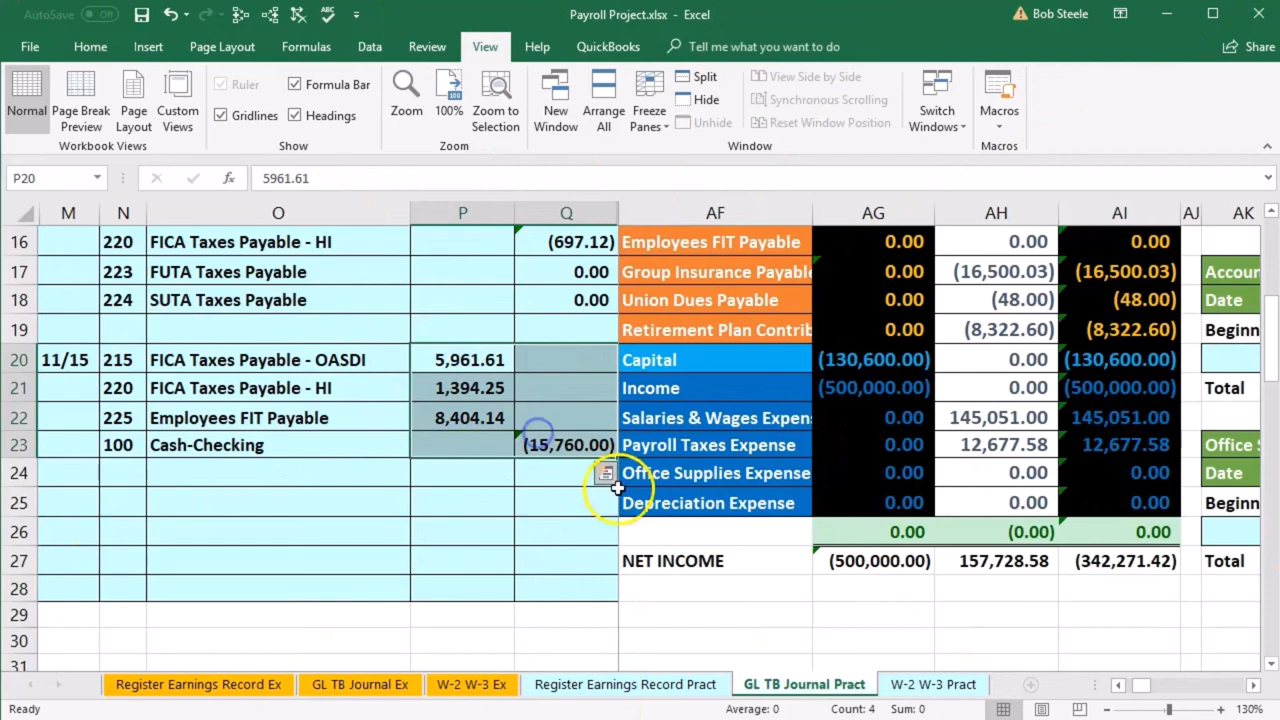 AutoSave Off Payroll Project.xlsx - Excel Bob Steele
File Home Insert Page Layout Formulas Data Review View Help QuickBooks Tell me what you want to do Share
Normal Page Break Preview Page Layout Custom Views
Workbook Views
Ruler Formula Bar
Gridlines Headings
Show
Zoom 100% Zoom to Selection
Zoom
New Window Arrange All Freeze Panes
Split
Hide
Unhide
View Side by Side
Synchronous Scrolling
Reset Window Position
Window
Switch Windows
Macros
Macros
P20 fx 5961.61
M N O P Q AF AG AH AI AJ AK
16 220 FICA Taxes Payable - HI (697.12) Employees FIT Payable 0.00 0.00 0.00
17 223 FUTA Taxes Payable 0.00 Group Insurance Payable 0.00 (16,500.03) (16,500.03) Accour
18 224 SUTA Taxes Payable 0.00 Union Dues Payable 0.00 (48.00) (48.00) Date
19 Retirement Plan Contrib 0.00 (8,322.60) (8,322.60) Beginn
20 11/15 215 FICA Taxes Payable - OASDI 5,961.61 Capital (130,600.00) 0.00 (130,600.00)
21 220 FICA Taxes Payable - HI 1,394.25 Income (500,000.00) 0.00 (500,000.00) Total
22 225 Employees FIT Payable 8,404.14 Salaries & Wages Expen 0.00 145,051.00 145,051.00
23 100 Cash-Checking (15,760.00) Payroll Taxes Expense 0.00 12,677.58 12,677.58 Office S
24 Office Supplies Expense 0.00 0.00 0.00 Date
25 Depreciation Expense 0.00 0.00 0.00 Beginn
26 0.00 (0.00) 0.00
27 NET INCOME (500,000.00) 157,728.58 (342,271.42) Total
28
29
30
31
Register Earnings Record Ex GL TB Journal Ex W-2 W-3 Ex Register Earnings Record Pract GL TB Journal Pract W-2 W-3 Pract
Ready Average: 0 Count: 4 Sum: 0 130%